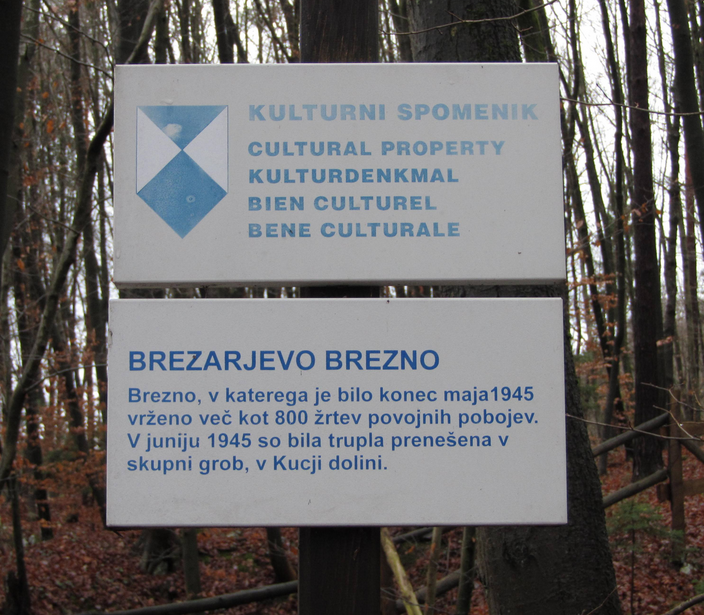 KULTURNI SPOMENIK
CULTURAL PROPERTY
KULTURDENKMAL
BIEN CULTUREL
BENE CULTURALE
BREZARJEVO BREZNO
Brezno, v katerega je bilo konec maja1945
vrženo več kot 800 žrtev povojnih pobojev.
V juniju 1945 so bila trupla prenešena v
skupni grob, v Kucji dolini.